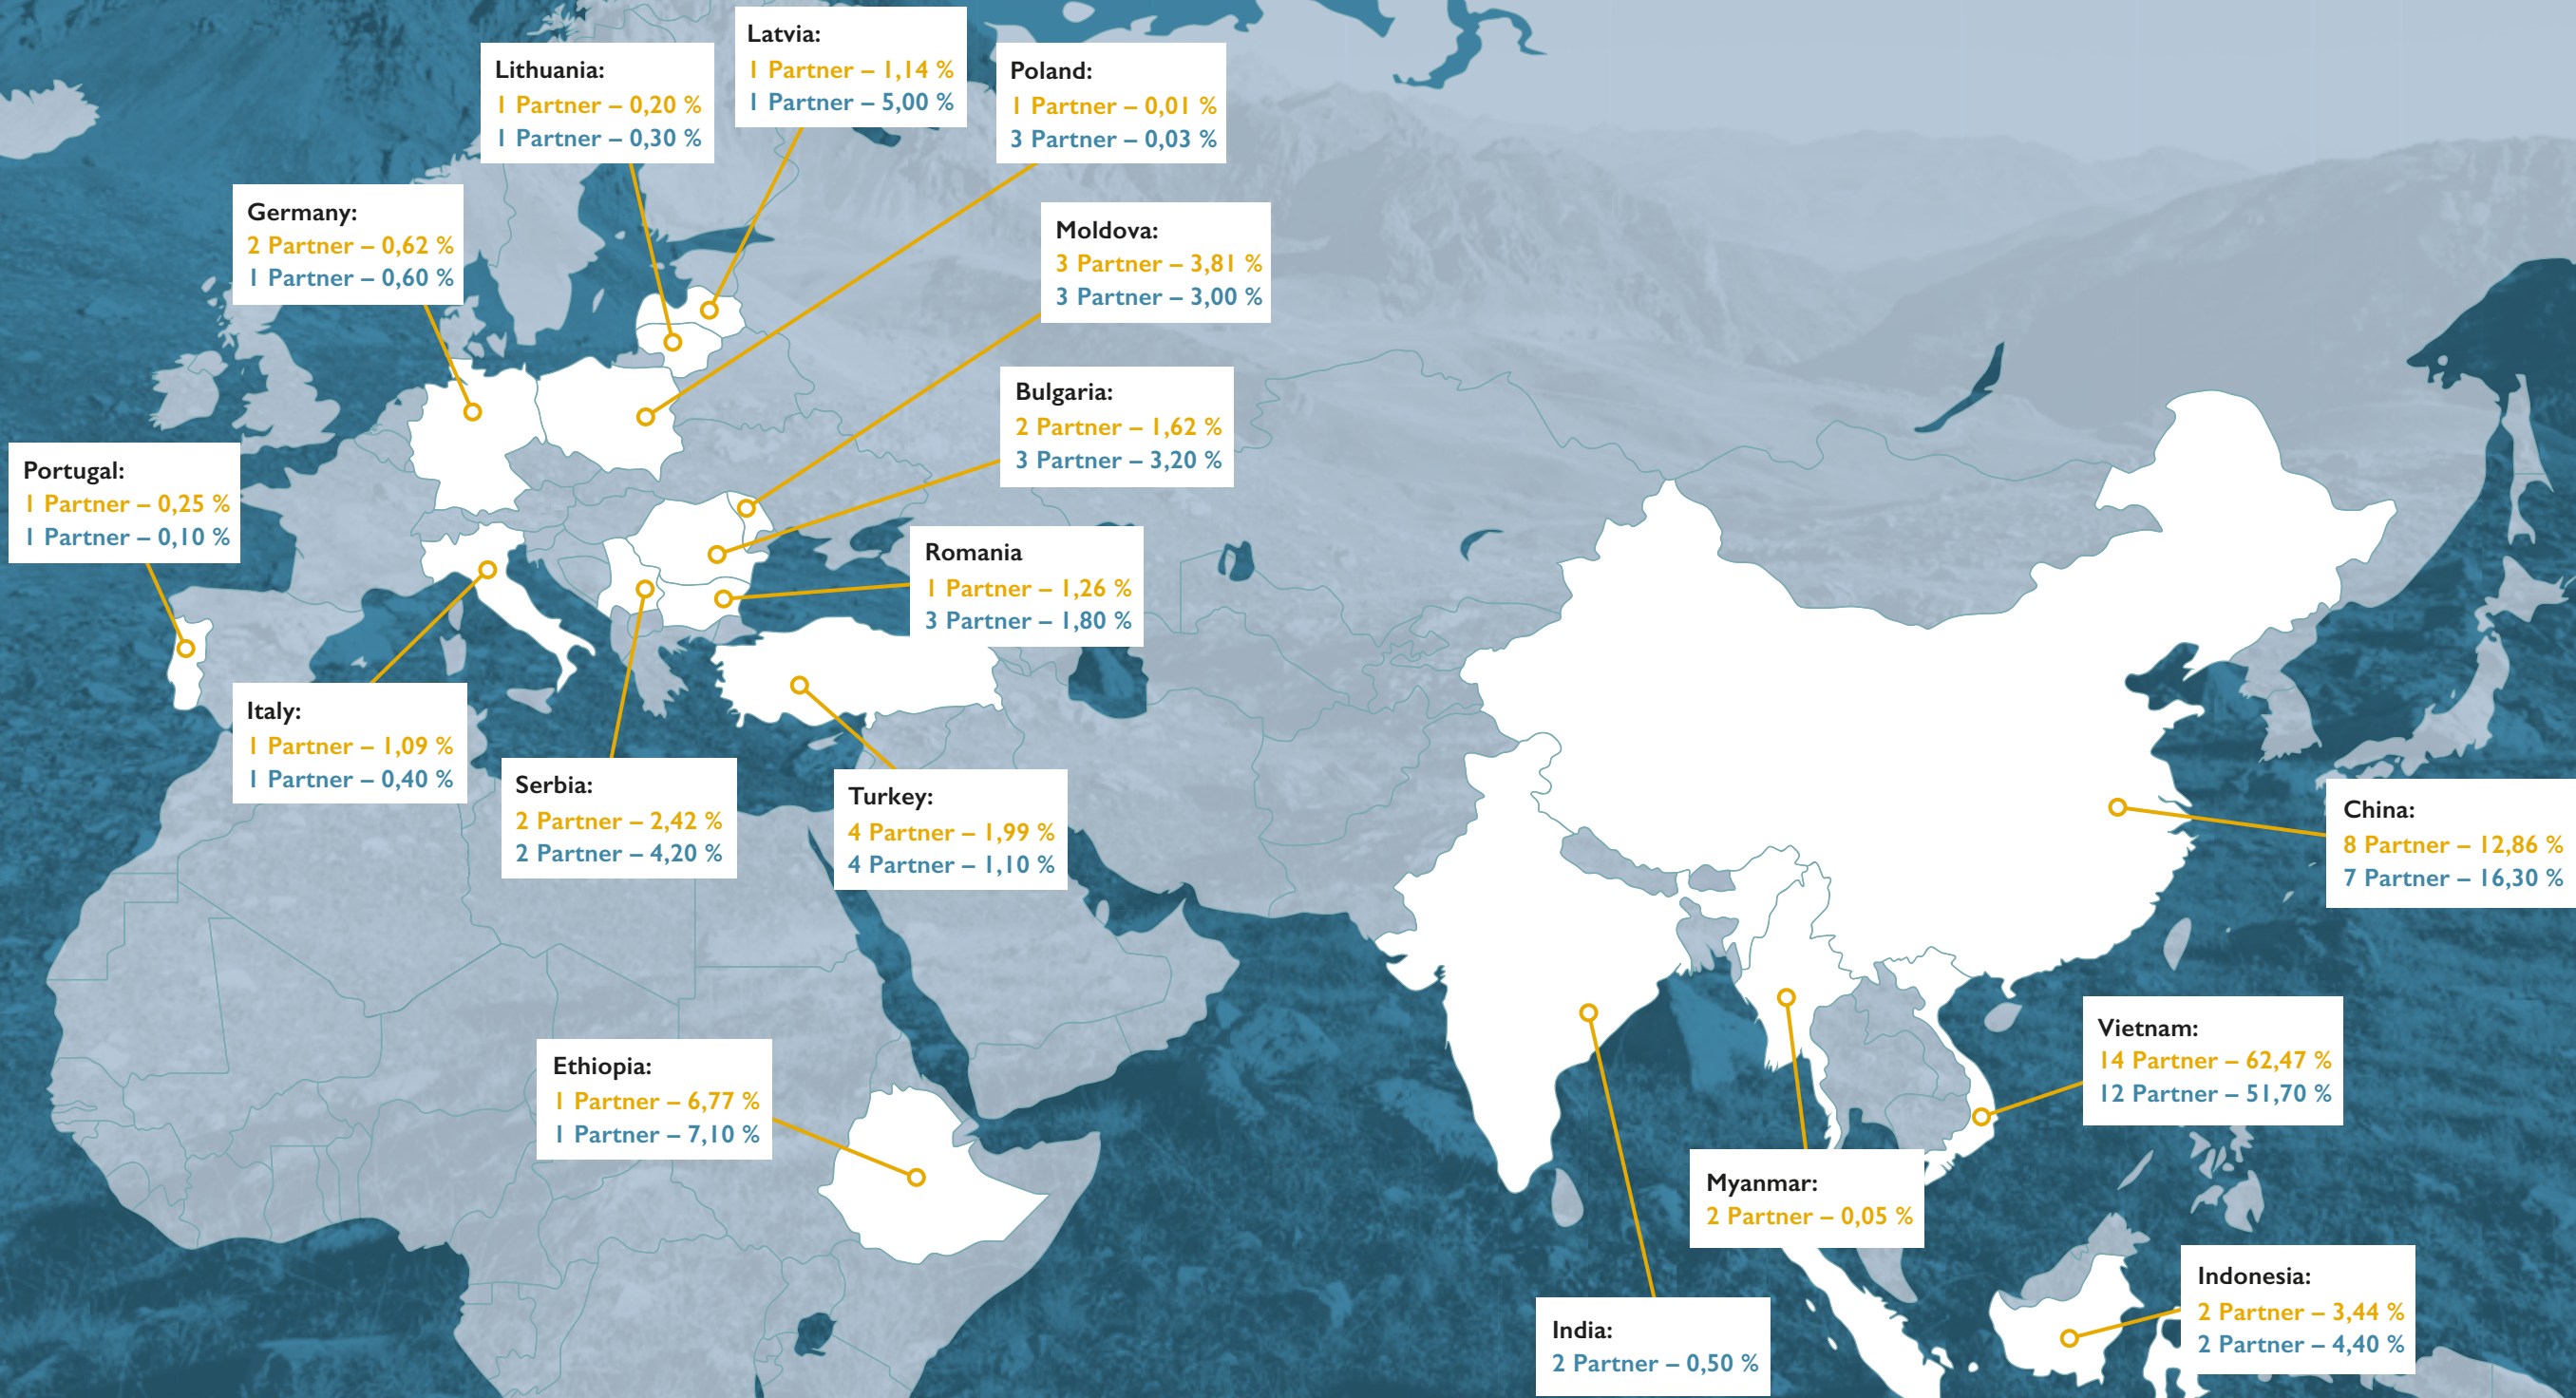 Latvia:
1 Partner – 1,14 %
1 Partner – 5,00 %
Lithuania:
1 Partner – 0,20 %
1 Partner – 0,30 %
Poland:
1 Partner – 0,01 %
3 Partner – 0,03 %
Germany:
2 Partner – 0,62 %
1 Partner – 0,60 %
Moldova:
3 Partner – 3,81 %
3 Partner – 3,00 %
Bulgaria:
2 Partner – 1,62 %
3 Partner – 3,20 %
Portugal:
1 Partner – 0,25 %
1 Partner – 0,10 %
Romania
1 Partner – 1,26 %
3 Partner – 1,80 %
Italy:
1 Partner – 1,09 %
1 Partner – 0,40 %
Serbia:
2 Partner – 2,42 %
2 Partner – 4,20 %
Turkey:
4 Partner – 1,99 %
4 Partner – 1,10 %
China:
8 Partner – 12,86 %
7 Partner – 16,30 %
Vietnam:
14 Partner – 62,47 %
12 Partner – 51,70 %
Ethiopia:
1 Partner – 6,77 %
1 Partner – 7,10 %
Myanmar:
2 Partner – 0,05 %
Indonesia:
2 Partner – 3,44 %
2 Partner – 4,40 %
India:
2 Partner – 0,50 %